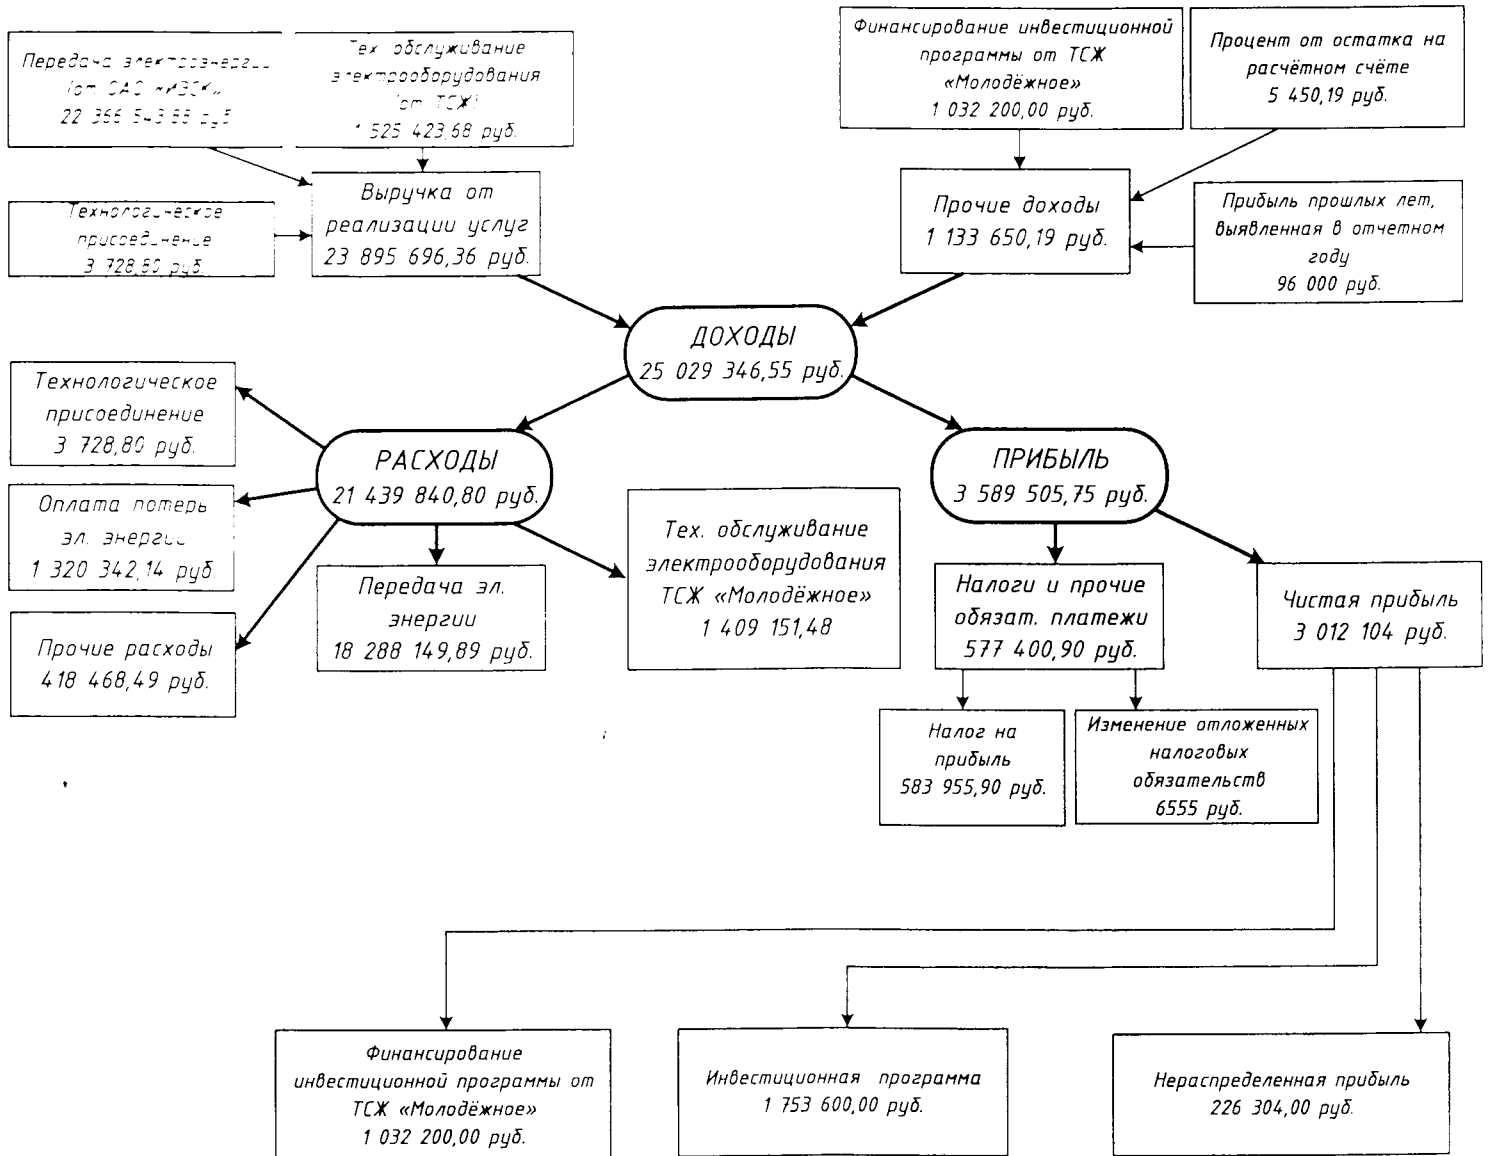 Передача электроэнергии
(от ОАО «ИЭСК»
22 366 543,88 руб
Тех. обслуживание
электрооборудования
(от ТСЖ)
1 525 423,68 руб.
Технологическое
присоединение
3 728,80 руб.
Выручка от
реализации услуг
23 895 696,36 руб.
Финансирование инвестиционной
программы от ТСЖ
«Молодёжное»
1 032 200,00 руб.
Процент от остатка на
расчётном счёте
5 450,19 руб.
Прочие доходы
1 133 650,19 руб.
Прибыль прошлых лет,
выявленная в отчетном
году
96 000 руб.
ДОХОДЫ
25 029 346,55 руб.
Технологическое
присоединение
3 728,80 руб.
РАСХОДЫ
21 439 840,80 руб.
ПРИБЫЛЬ
3 589 505,75 руб.
Оплата потерь
эл. энергии
1 320 342,14 руб.
Прочие расходы
418 468,49 руб.
Передача эл.
энергии
18 288 149,89 руб.
Тех. обслуживание
электрооборудования
ТСЖ «Молодёжное»
1 409 151,48
Налоги и прочие
обязат. платежи
577 400,90 руб.
Чистая прибыль
3 012 104 руб.
Налог на
прибыль
583 955,90 руб.
Изменение отложенных
налоговых
обязательств
6555 руб.
Финансирование
инвестиционной программы от
ТСЖ «Молодёжное»
1 032 200,00 руб.
Инвестиционная программа
1 753 600,00 руб.
Нераспределенная прибыль
226 304,00 руб.